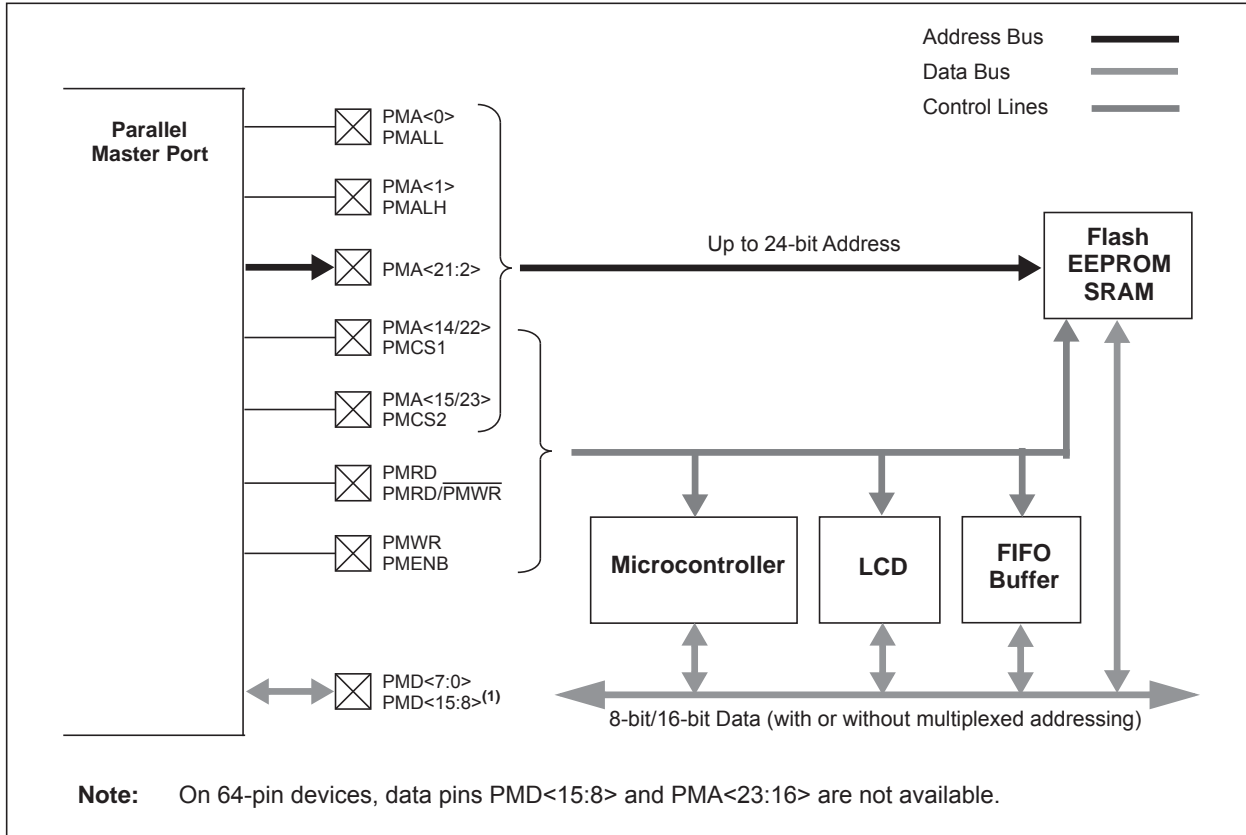 Address Bus
Data Bus
Control Lines
Parallel
Master Port
PMA<0>
PMALL
PMA<1>
PMALH
PMA<21:2>
PMA<14/22>
PMCS1
PMA<15/23>
PMCS2
PMRD
PMRD/PMWR
PMWR
PMENB
PMD<7:0>
PMD<15:8>(1)
Up to 24-bit Address
Flash
EEPROM
SRAM
Microcontroller
LCD
FIFO
Buffer
8-bit/16-bit Data (with or without multiplexed addressing)
Note: On 64-pin devices, data pins PMD<15:8> and PMA<23:16> are not available.